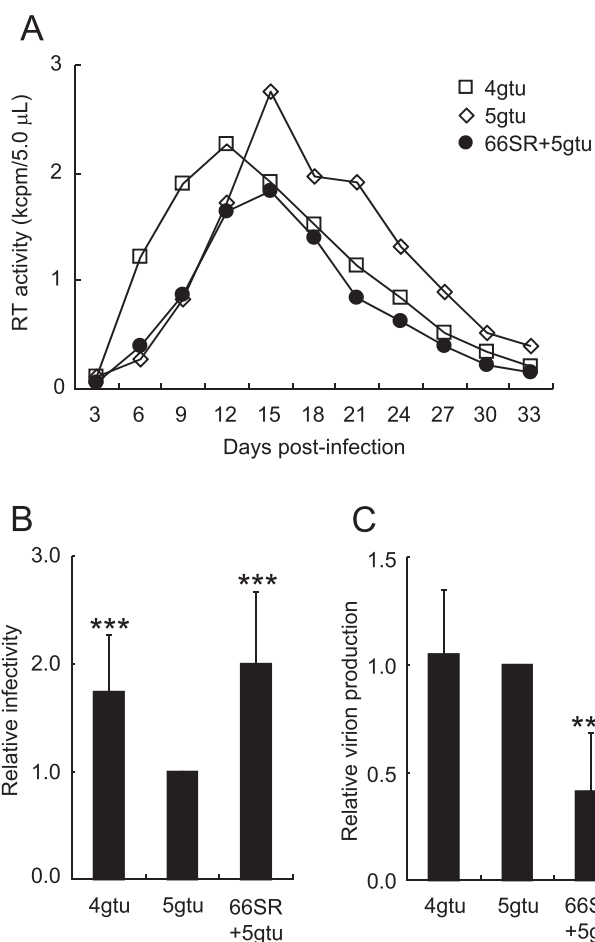 A
3
2
1
0
RT activity (kcpm/5.0 μL)
4gtu
5gtu
66SR+5gtu
3 6 9 12 15 18 21 24 27 30 33
Days post-infection
B
3.0
2.0
1.0
0.0
Relative infectivity
***
***
4gtu 5gtu 66SR
+5gtu
C
1.5
1.0
0.5
0.0
Relative virion production
**
4gtu 5gtu 66S
+5g